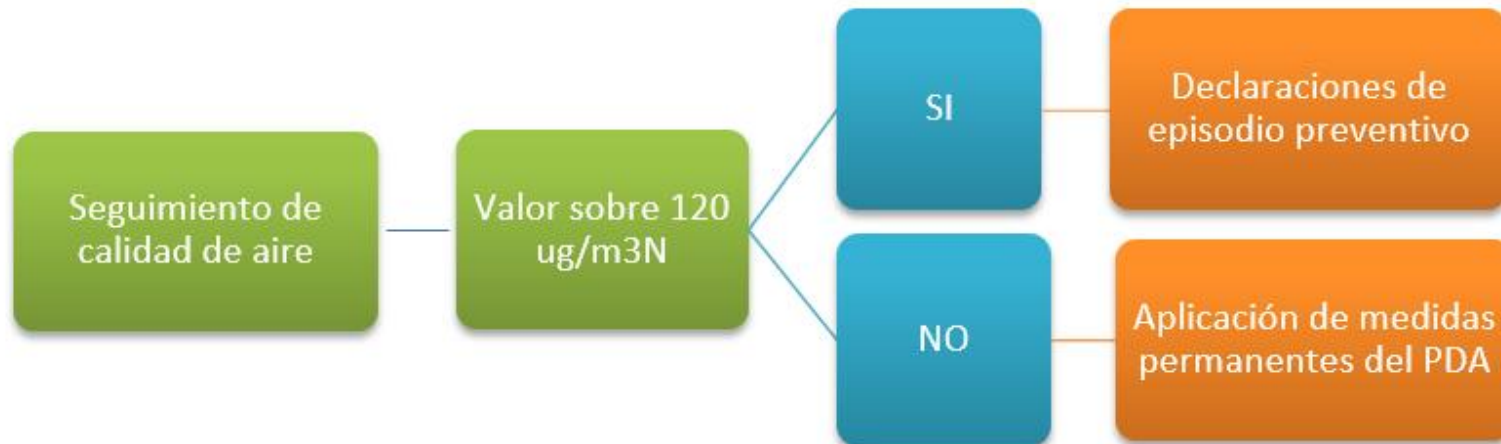 Seguimiento de
calidad de aire
Valor sobre 120
ug/m3N
SI
Declaraciones de
episodio preventivo
NO
Aplicación de medidas
permanentes del PDA